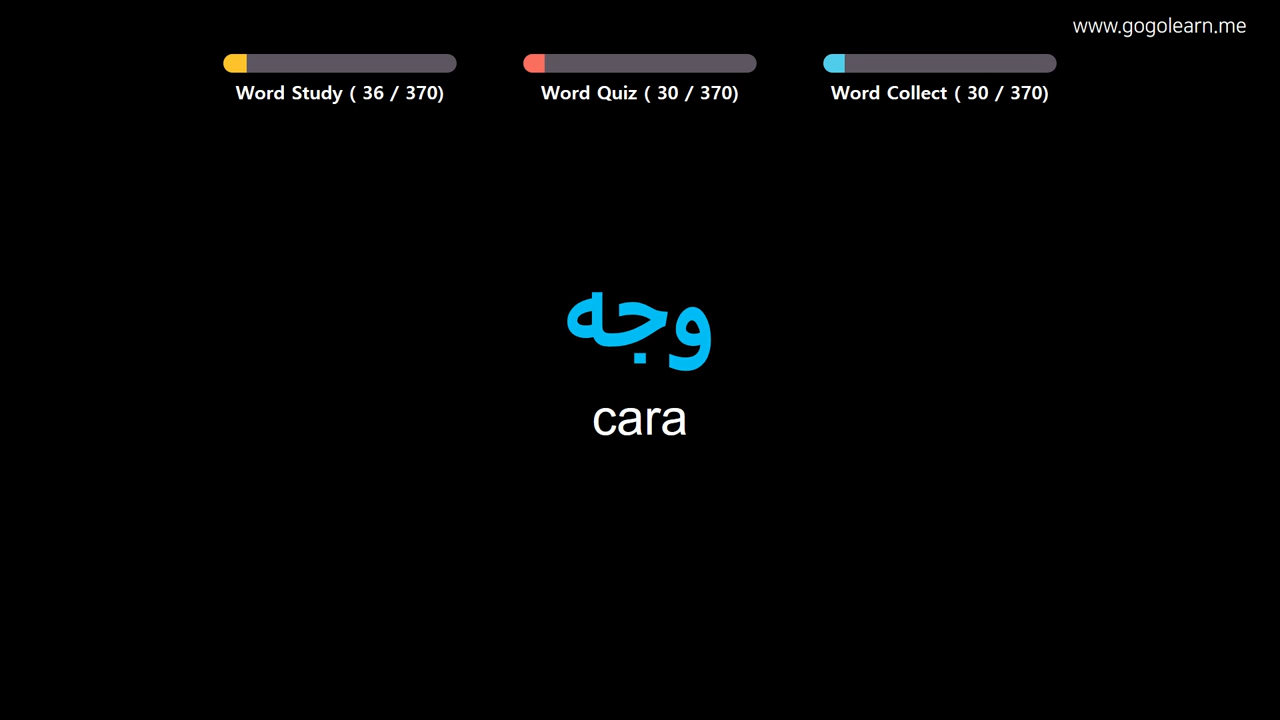 www.gogolearn.me
Word Study ( 36 / 370)
Word Quiz ( 30 / 370)
Word Collect ( 30 / 370)
وجه
cara